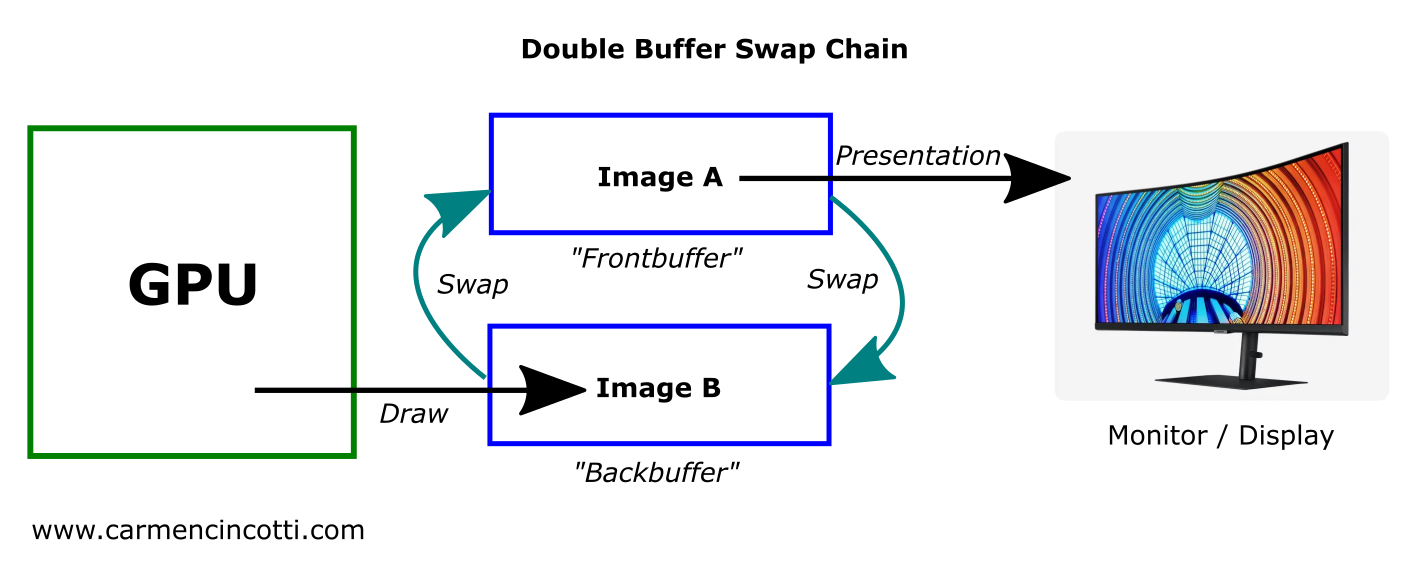 Double Buffer Swap Chain
GPU
Image A
Presentation
"Frontbuffer"
Swap
Swap
Image B
Draw
"Backbuffer"
Monitor / Display
www.carmencincotti.com